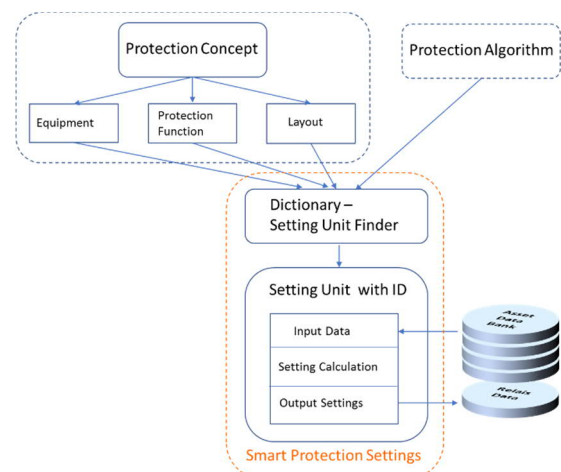 Protection Concept
Protection Algorithm
Equipment
Protection
Function
Layout
Dictionary –
Setting Unit Finder
Setting Unit with ID
Input Data
Setting Calculation
Output Settings
Asset
Data
Bank
Relais
Data
Smart Protection Settings